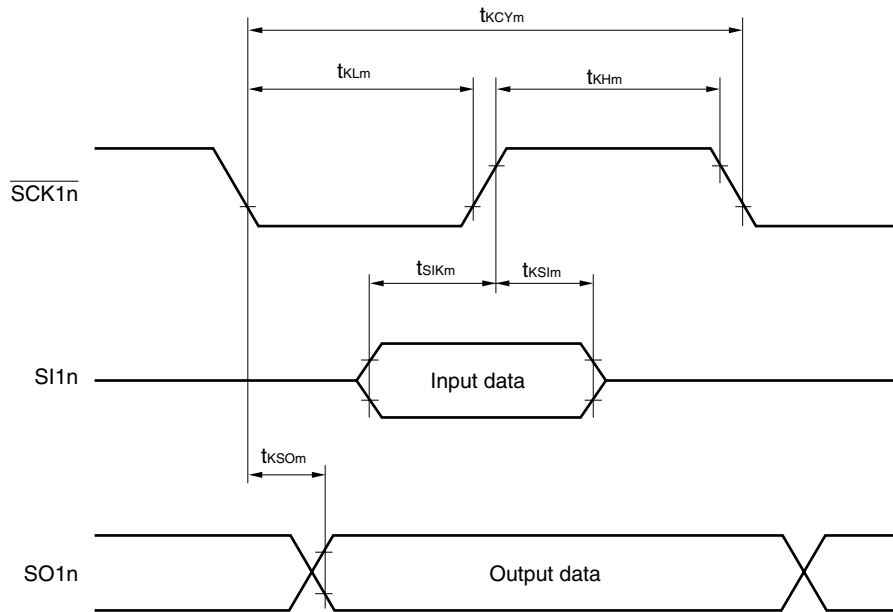 tKCYm
tKLm
tKHm
SCK1n
tSIKm
tKSIm
SI1n
Input data
tKSOm
SO1n
Output data